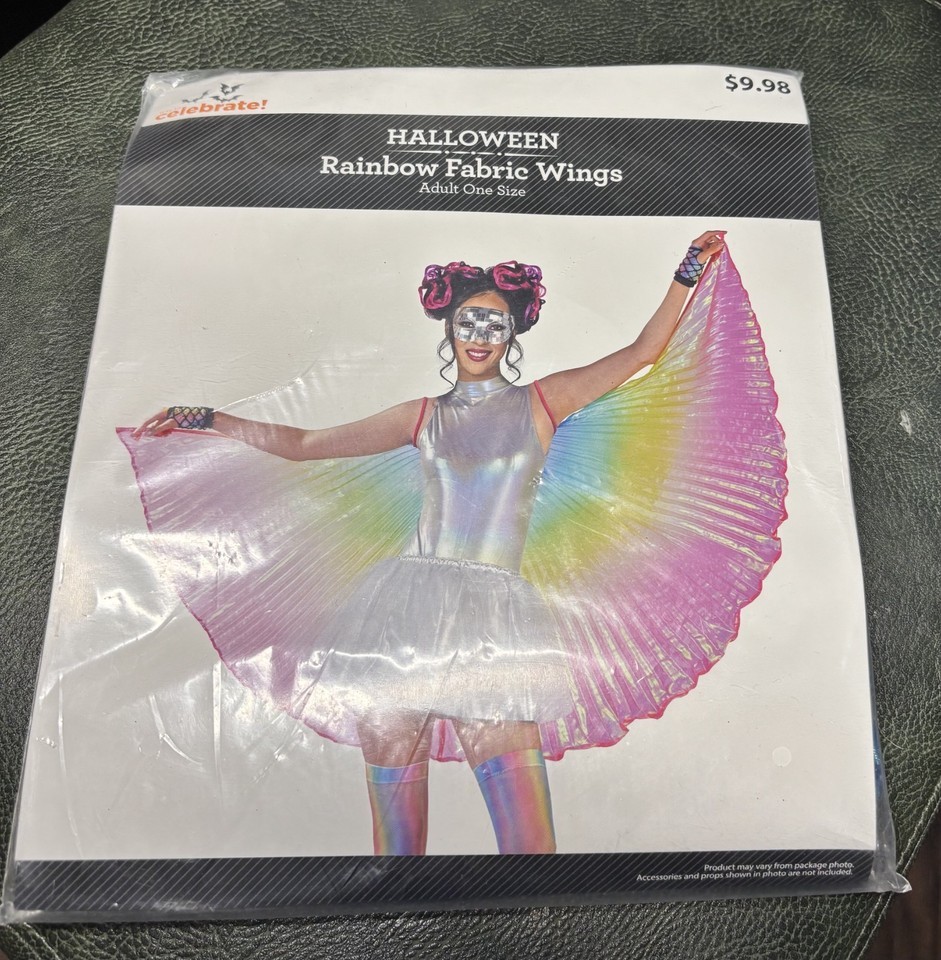 celebrate!
$9.98
HALLOWEEN
Rainbow Fabric Wings
Adult One Size
Product may vary from package photo.
Accessories and props shown in photo are not included.